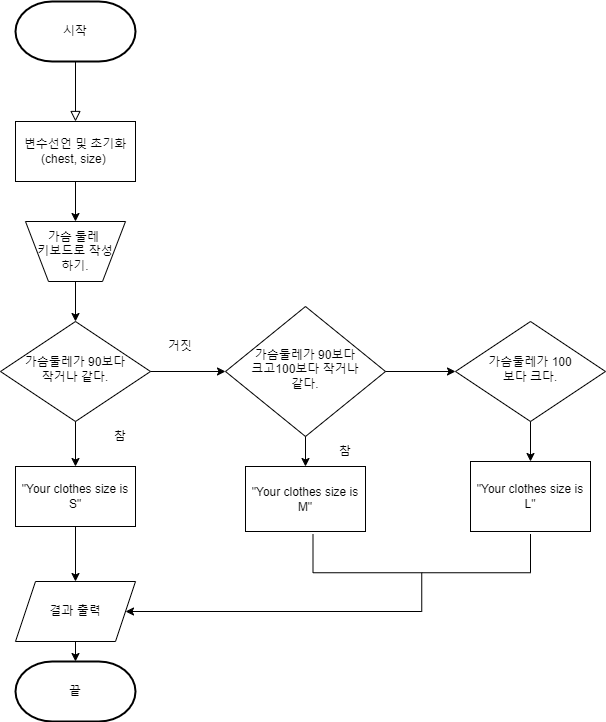 시작
변수선언 및 초기화
(chest, size)
가슴 둘레
키보드로 작성
하기.
가슴둘레가 90보다
작거나 같다.
거짓
가슴둘레가 90보다
크고100보다 작거나
같다.
가슴둘레가 100
보다 크다.
참
참
"Your clothes size is
S"
"Your clothes size is
M"
"Your clothes size is
L"
결과 출력
끝